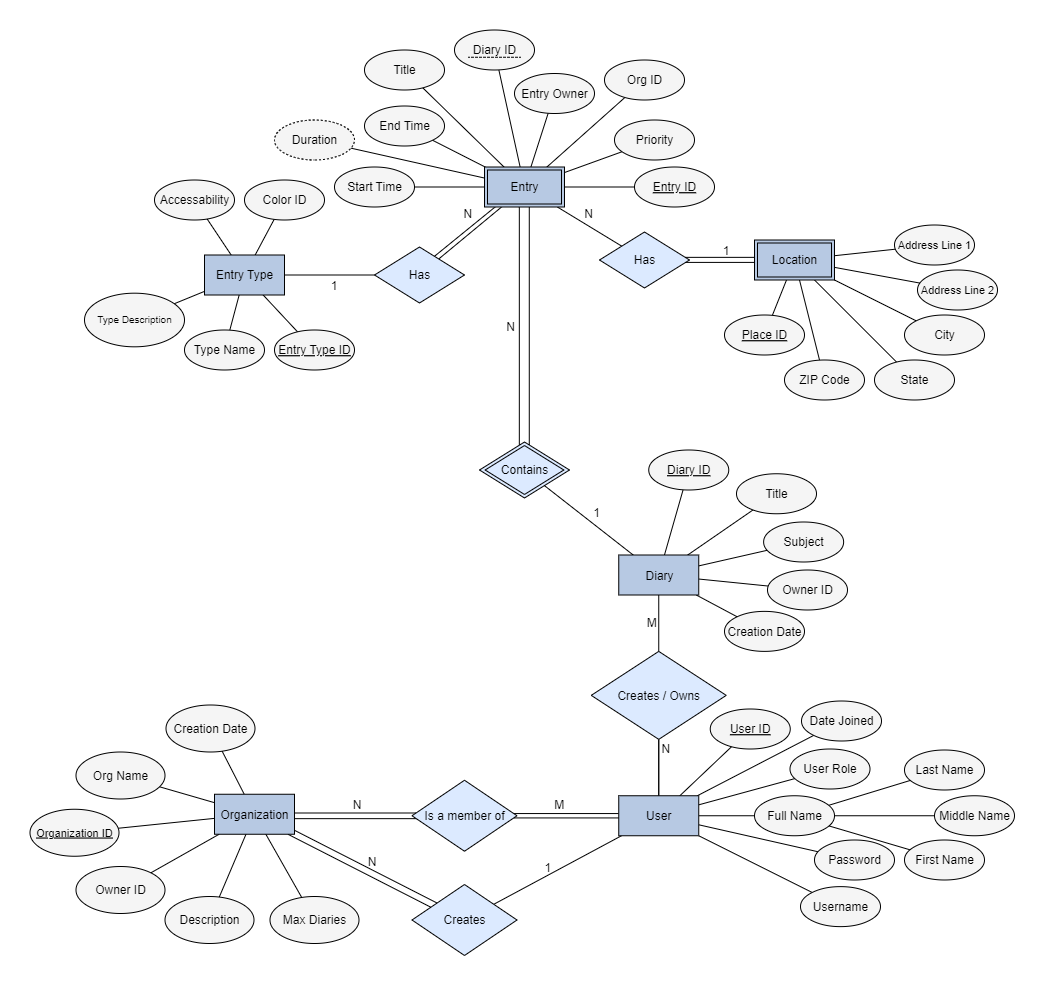 Diary ID
Title
Entry Owner
Org ID
End Time
Duration
Priority
Start Time
Entry
Entry ID
Accessability
Color ID
N
N
Address Line 1
Has
Has
1
Location
Entry Type
1
Address Line 2
Type Description
Place ID
City
Type Name
Entry Type ID
N
ZIP Code
State
Contains
Diary ID
Title
1
Subject
Diary
Owner ID
M
Creation Date
Creates / Owns
Creation Date
User ID
Date Joined
N
Org Name
User Role
Last Name
N
M
Organization
Is a member of
User
Full Name
Middle Name
Organization ID
N
1
Password
First Name
Owner ID
Username
Description
Max Diaries
Creates